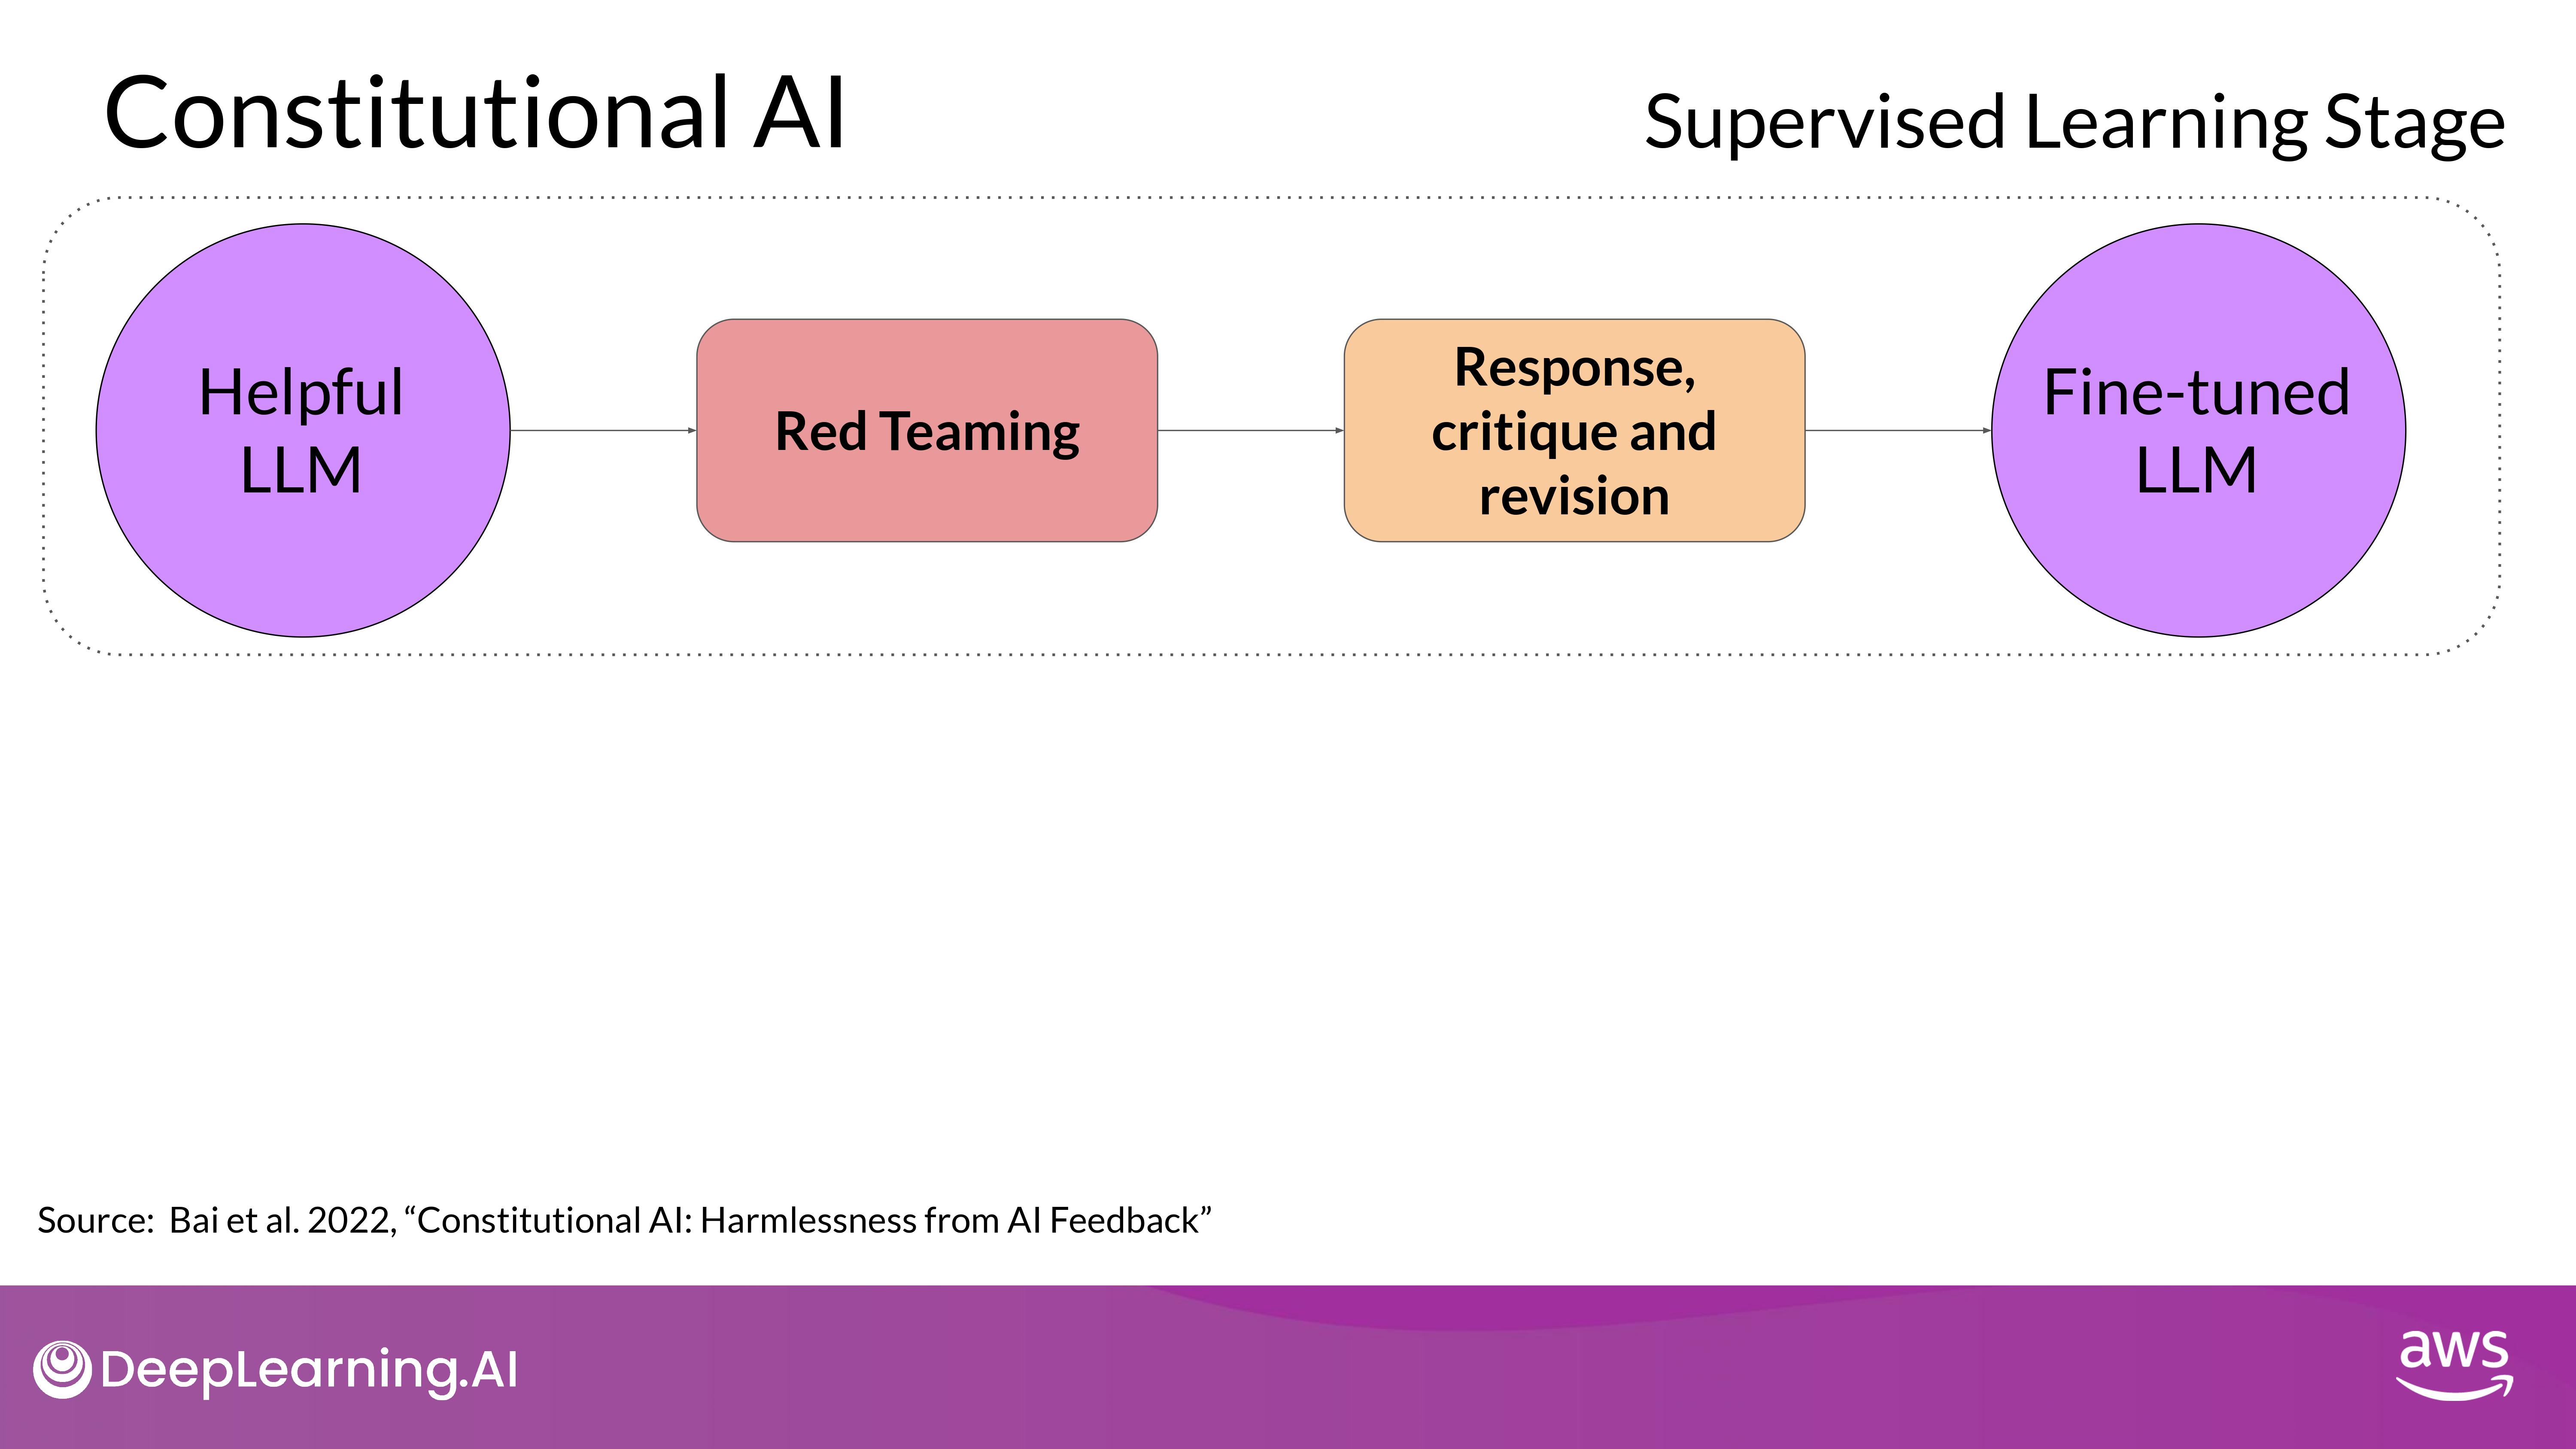 Constitutional AI
Supervised Learning Stage
Helpful
LLM
Red Teaming
Response,
critique and
revision
Fine-tuned
LLM
Source:  Bai et al. 2022, “Constitutional AI: Harmlessness from AI Feedback”
DeepLearning.AI
aws